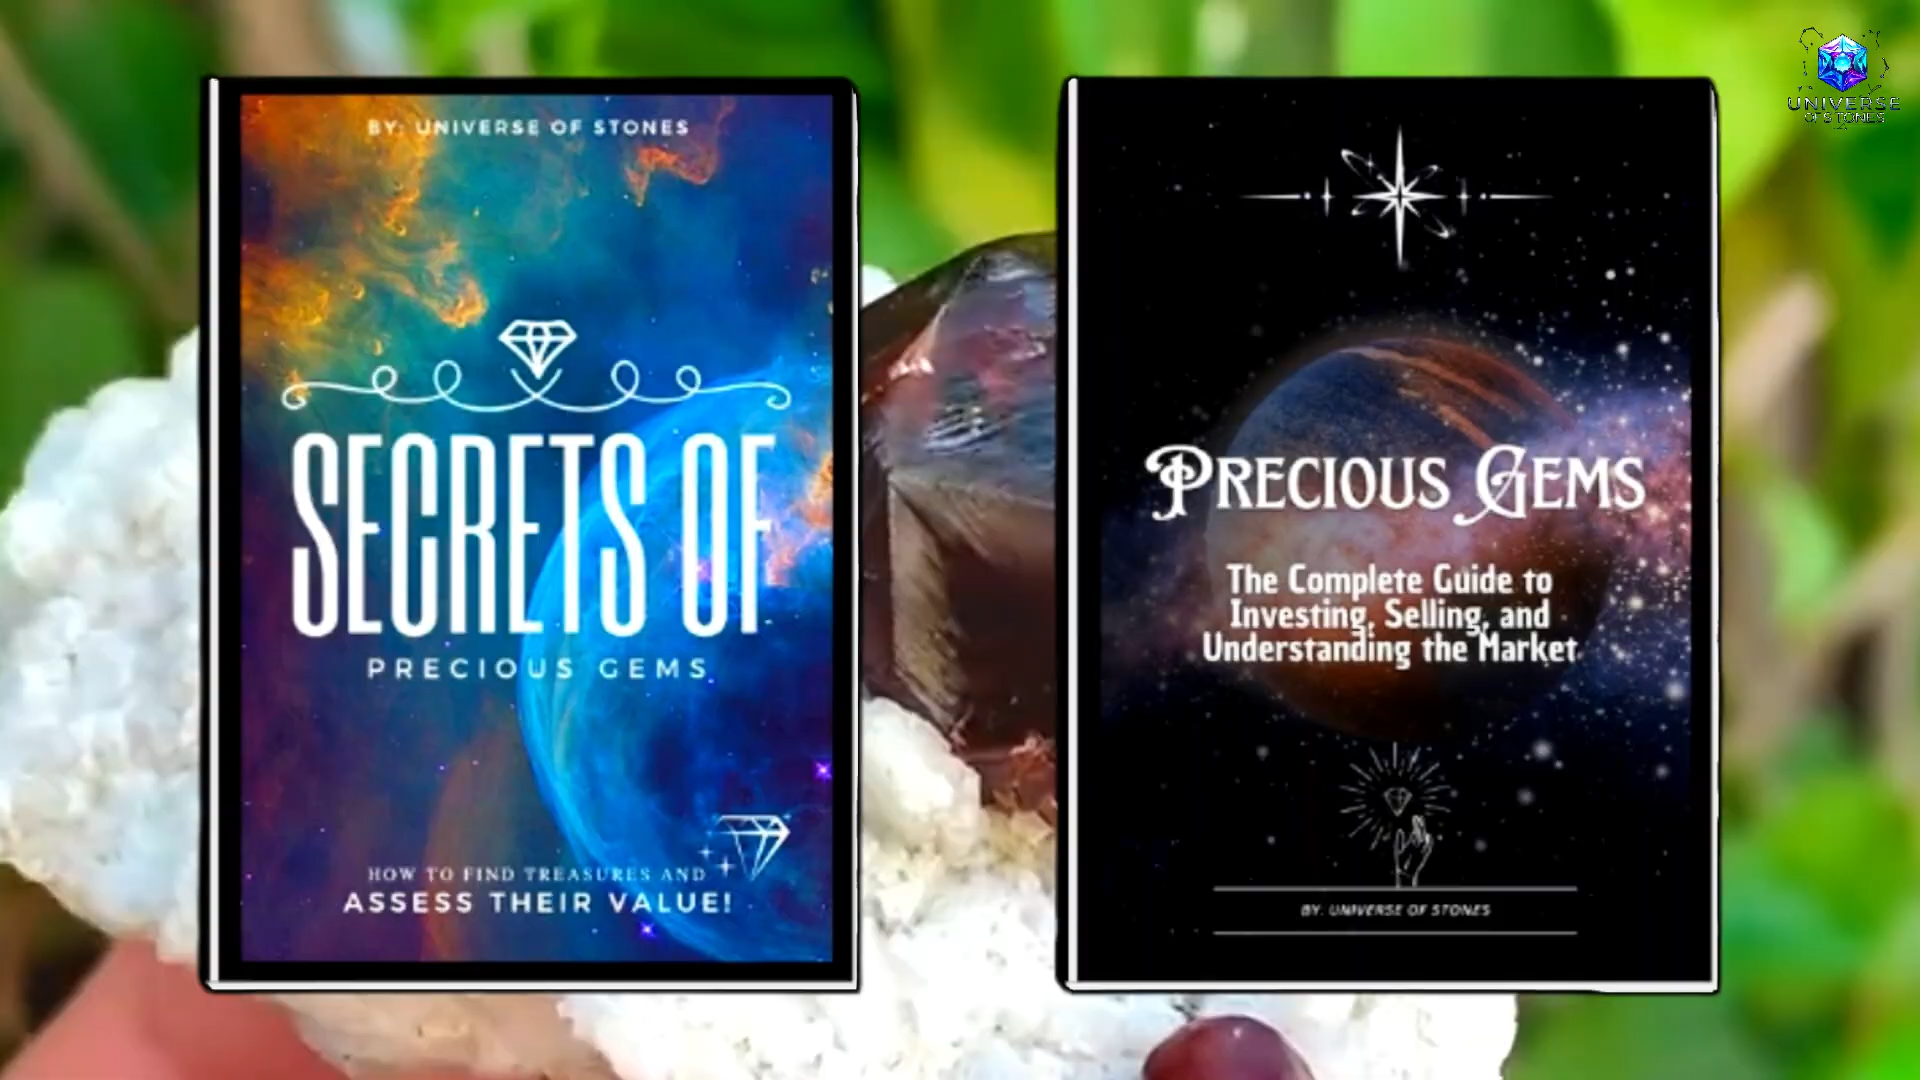 BY: UNIVERSE OF STONES
SECRETS OF
PRECIOUS GEMS
HOW TO FIND TREASURES AND
ASSESS THEIR VALUE!
PRECIOUS GEMS
The Complete Guide to
Investing, Selling, and
Understanding the Market
BY: UNIVERSE OF STONES
UNIVERSE
OF STONES